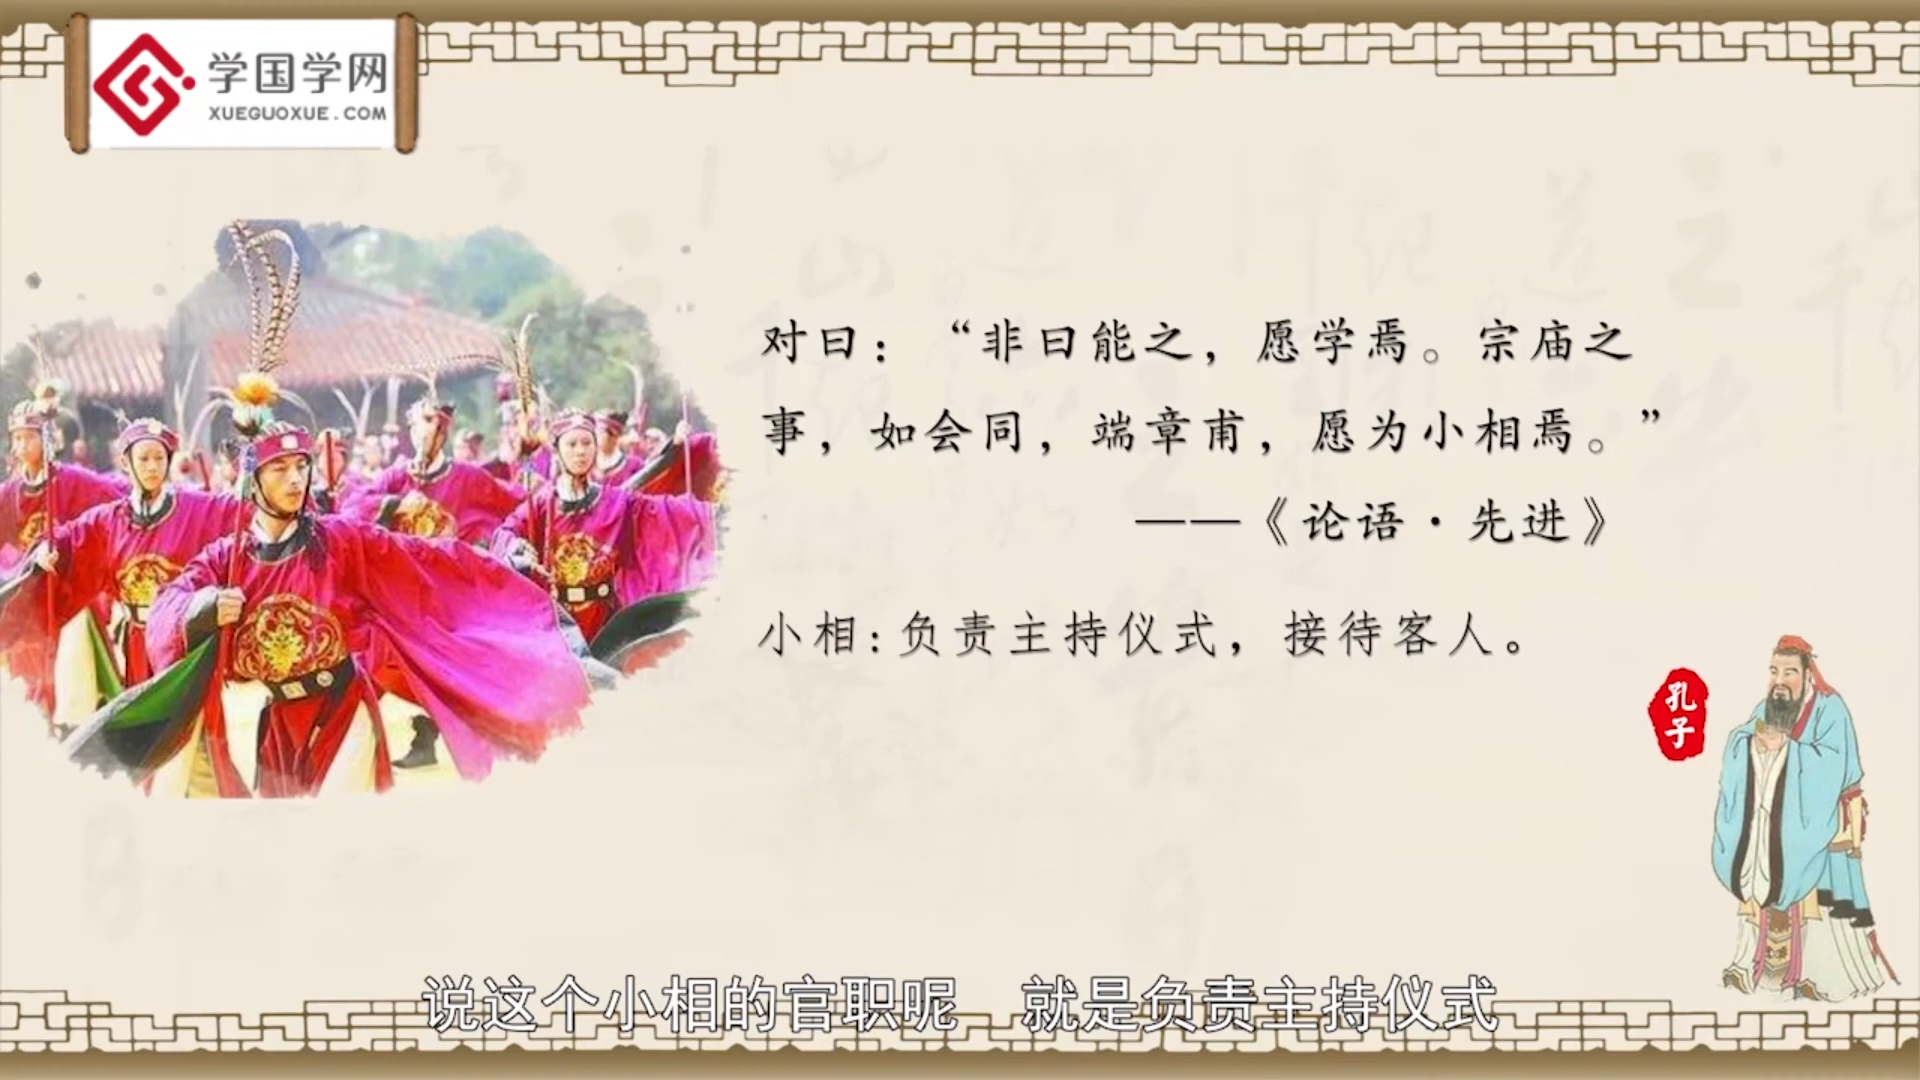 学国学网
XUEGUOXUE.COM
对曰：“非曰能之，愿学焉。宗庙之
事，如会同，端章甫，愿为小相焉。”
——《论语·先进》
小相:负责主持仪式，接待客人。
孔子
说这个小相的官职呢 就是负责主持仪式